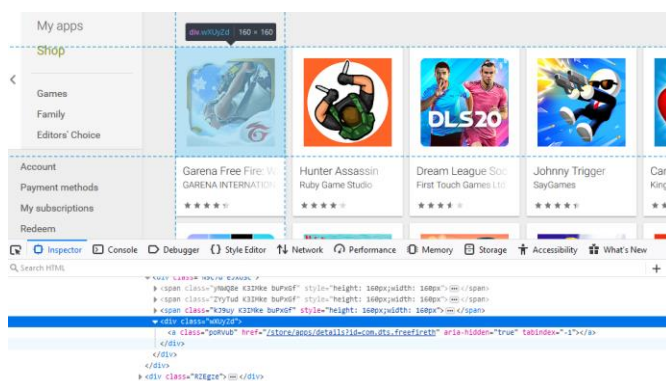 My apps
Shop
Games
Family
Editors' Choice
Account
Payment methods
My subscriptions
Redeem
div.wXUyZd 160 × 160
DLS20
Garena Free Fire: W
GARENA INTERNATION
Hunter Assassin
Ruby Game Studio
Dream League Soc
First Touch Games Ltd
Johnny Trigger
SayGames
Car
King
Inspector Console Debugger Style Editor Network Performance Memory Storage Accessibility What's New
Search HTML
<span class="yNWQ8e K3IMke buPxGf" style="height: 160px;width: 160px"> </span>
<span class="ZYyTud K3IMke buPxGf" style="height: 160px;width: 160px"> </span>
<span class="kJ9uy K3IMke buPxGf" style="height: 160px;width: 160px"> </span>
<div class="wXUyZd">
<a class="poRVub" href="/store/apps/details?id=com.dts.freefireth" aria-hidden="true" tabindex="-1"></a>
</div>
</div>
</div>
<div class="RZEgze"> </div>